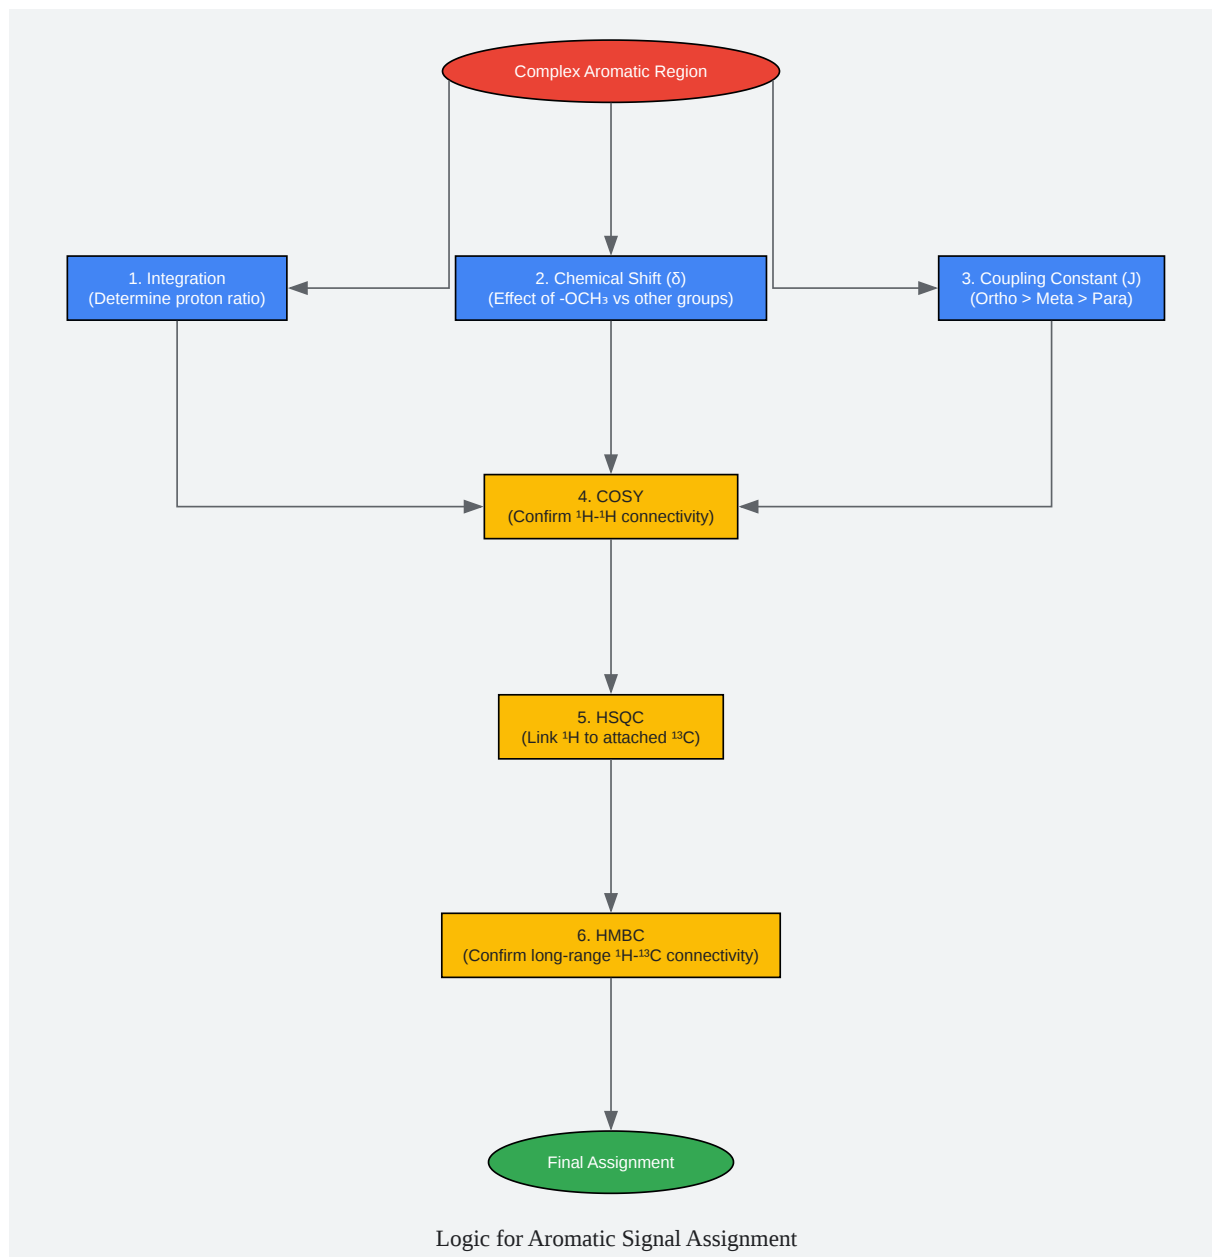 Complex Aromatic Region
1. Integration
(Determine proton ratio)
2. Chemical Shift (δ)
(Effect of -OCH₃ vs other groups)
3. Coupling Constant (J)
(Ortho > Meta > Para)
4. COSY
(Confirm ¹H-¹H connectivity)
5. HSQC
(Link ¹H to attached ¹³C)
6. HMBC
(Confirm long-range ¹H-¹³C connectivity)
Final Assignment
Logic for Aromatic Signal Assignment